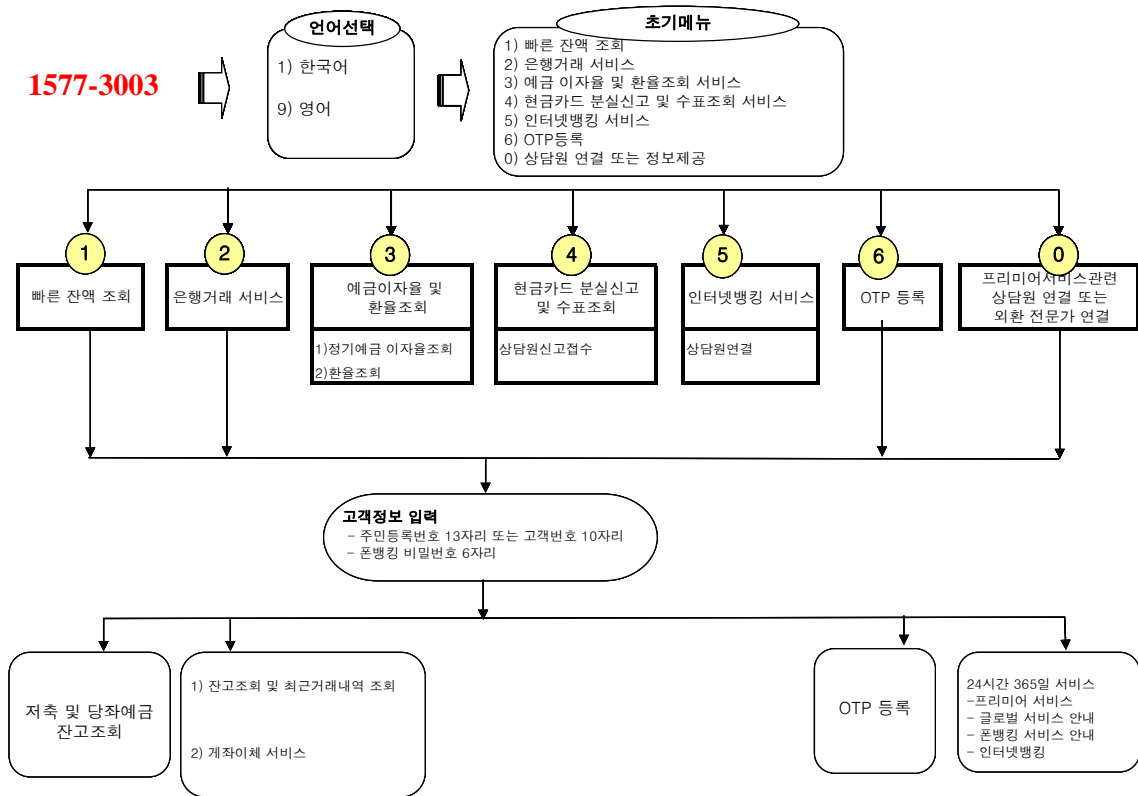 언어선택
초기메뉴
1577-3003
1) 한국어
9) 영어
1) 빠른 잔액 조회
2) 은행거래 서비스
3) 예금 이자율 및 환율조회 서비스
4) 현금카드 분실신고 및 수표조회 서비스
5) 인터넷뱅킹 서비스
6) OTP등록
0) 상담원 연결 또는 정보제공
1
빠른 잔액 조회
2
은행거래 서비스
3
예금이자율 및
환율조회
1)정기예금 이자율조회
2)환율조회
4
현금카드 분실신고
및 수표조회
상담원신고접수
5
인터넷뱅킹 서비스
상담원연결
6
OTP 등록
0
프리미어서비스관련
상담원 연결 또는
외환 전문가 연결
고객정보 입력
- 주민등록번호 13자리 또는 고객번호 10자리
- 폰뱅킹 비밀번호 6자리
저축 및 당좌예금
잔고조회
1) 잔고조회 및 최근거래내역 조회
2) 계좌이체 서비스
OTP 등록
24시간 365일 서비스
-프리미어 서비스
- 글로벌 서비스 안내
- 폰뱅킹 서비스 안내
- 인터넷뱅킹